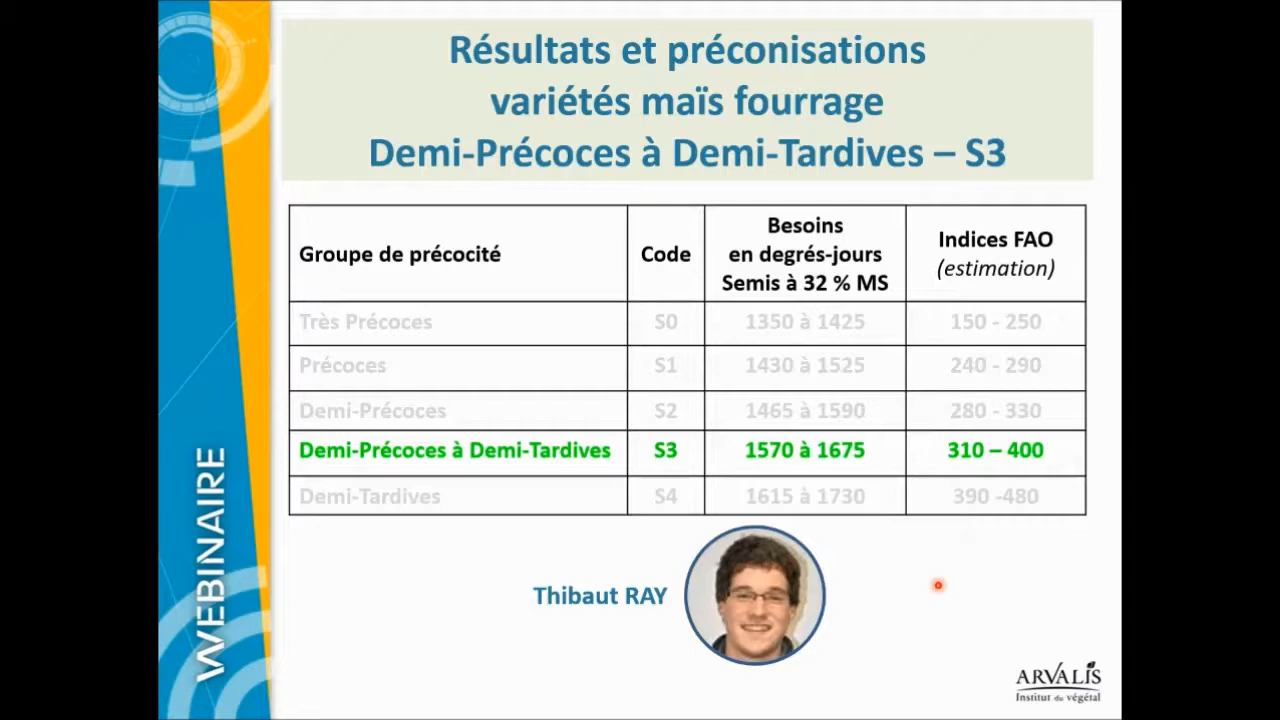 Résultats et préconisations
variétés maïs fourrage
Demi-Précoces à Demi-Tardives – S3
Groupe de précocité
Code
Besoins
en degrés-jours
Semis à 32 % MS
Indices FAO
(estimation)
Très Précoces S0 1350 à 1425 150 - 250
Précoces S1 1430 à 1525 240 - 290
Demi-Précoces S2 1465 à 1590 280 - 330
Demi-Précoces à Demi-Tardives S3 1570 à 1675 310 – 400
Demi-Tardives S4 1615 à 1730 390 -480
Thibaut RAY
WEBINAIRE
ARVALIS
Institut du végétal